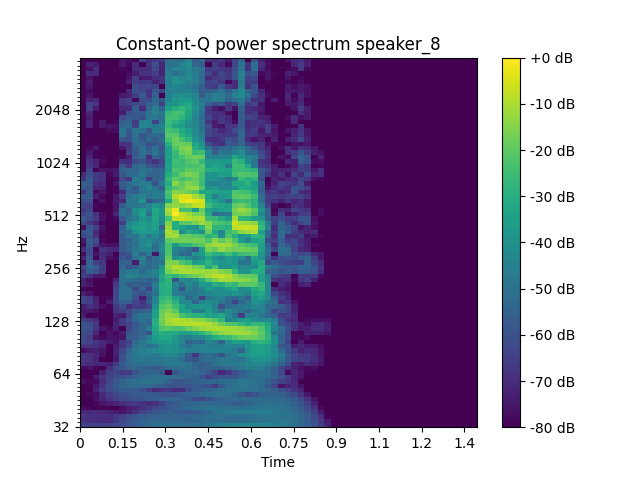 Constant-Q power spectrum speaker_8
Hz
2048
1024
512
256
128
64
32
0 0.15 0.3 0.45 0.6 0.75 0.9 1.1 1.2 1.4
Time
+0 dB
-10 dB
-20 dB
-30 dB
-40 dB
-50 dB
-60 dB
-70 dB
-80 dB